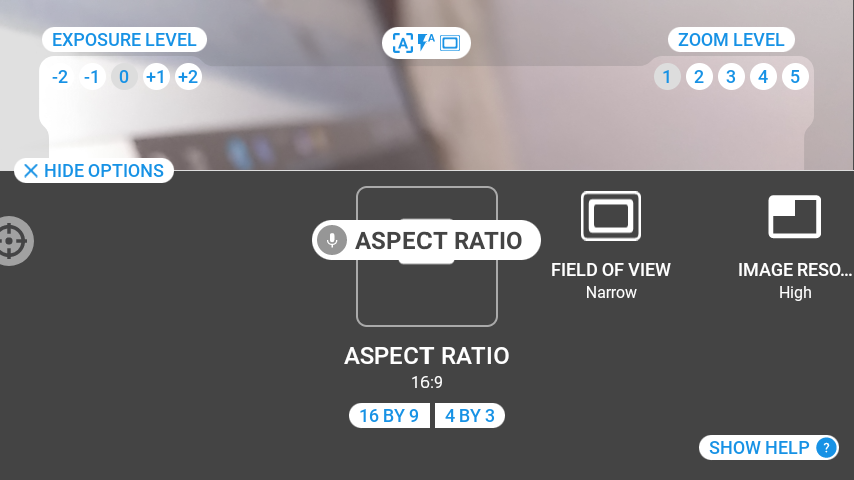 EXPOSURE LEVEL
A A
ZOOM LEVEL
-2 -1 0 +1 +2
1 2 3 4 5
HIDE OPTIONS
ASPECT RATIO
FIELD OF VIEW
Narrow
IMAGE RESO...
High
ASPECT RATIO
16:9
16 BY 9
4 BY 3
SHOW HELP ?